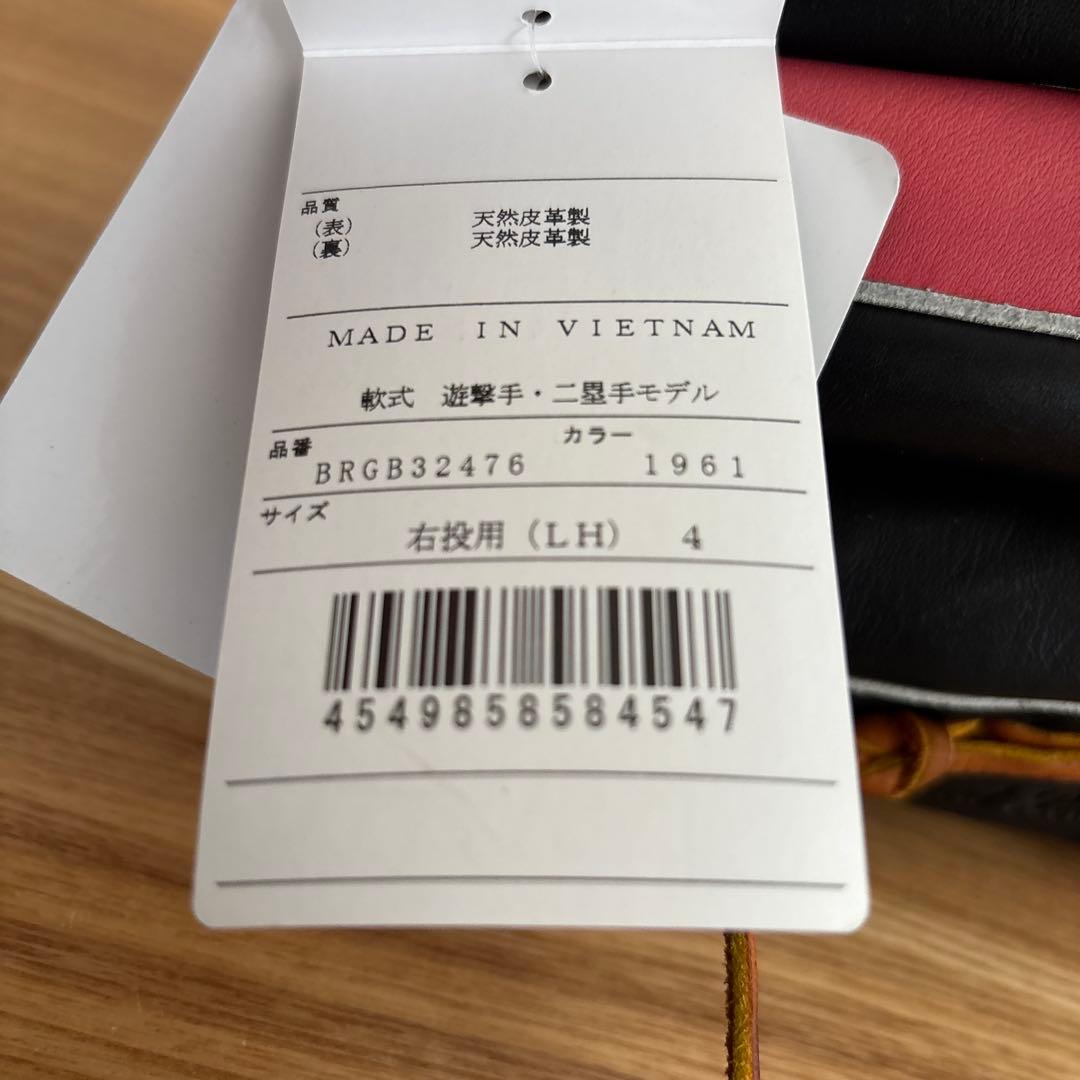 品質
(表) 天然皮革製
(裏) 天然皮革製
MADE IN VIETNAM
軟式 遊撃手・二塁手モデル
品番 カラー
BRGB32476 1961
サイズ
右投用(LH) 4
4549858584547